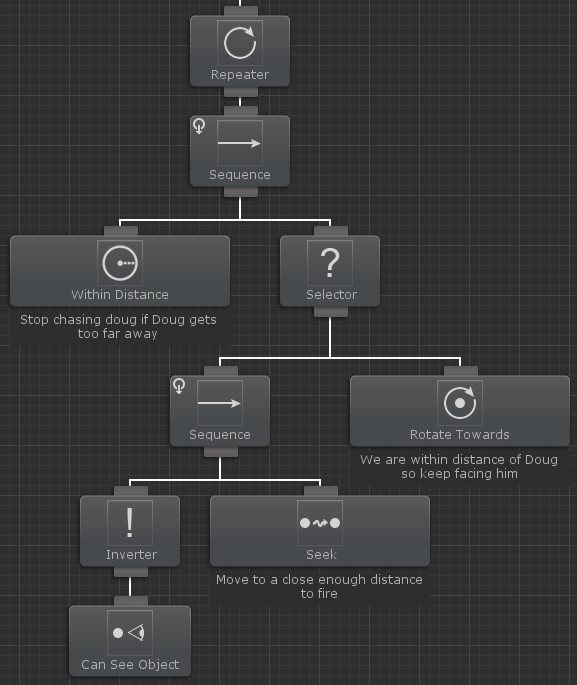 Repeater
Sequence
Within Distance
Stop chasing doug if Doug gets
too far away
?
Selector
Sequence
Rotate Towards
We are within distance of Doug
so keep facing him
!
Inverter
Seek
Move to a close enough distance
to fire
Can See Object